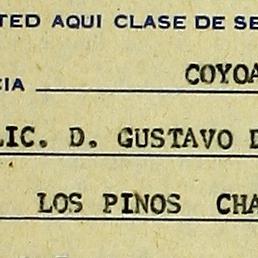 TED AQUI CLASE DE SE
CIA COYOA
LIC. D. GUSTAVO D
LOS PINOS CHA